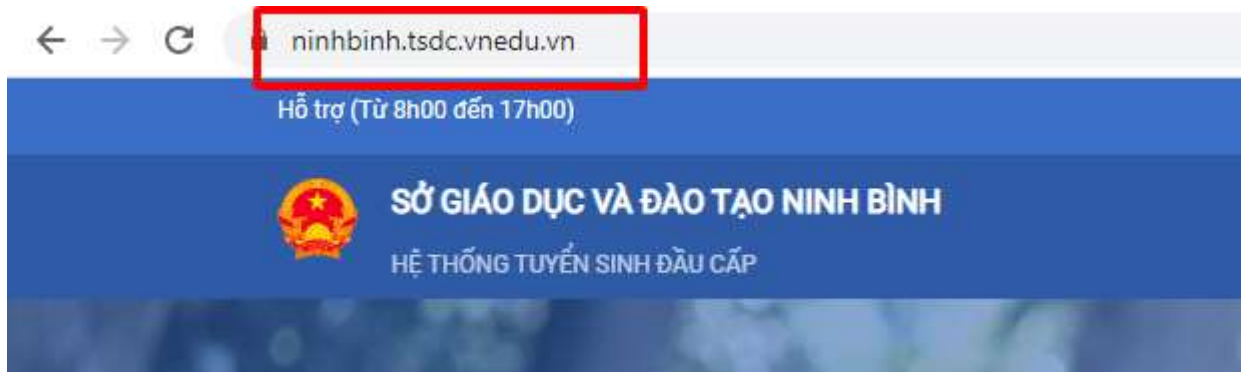 ninhbinh.tsdc.vnedu.vn
Hỗ trợ (Từ 8h00 đến 17h00)
SỞ GIÁO DỤC VÀ ĐÀO TẠO NINH BÌNH
HỆ THỐNG TUYỂN SINH ĐẦU CẤP